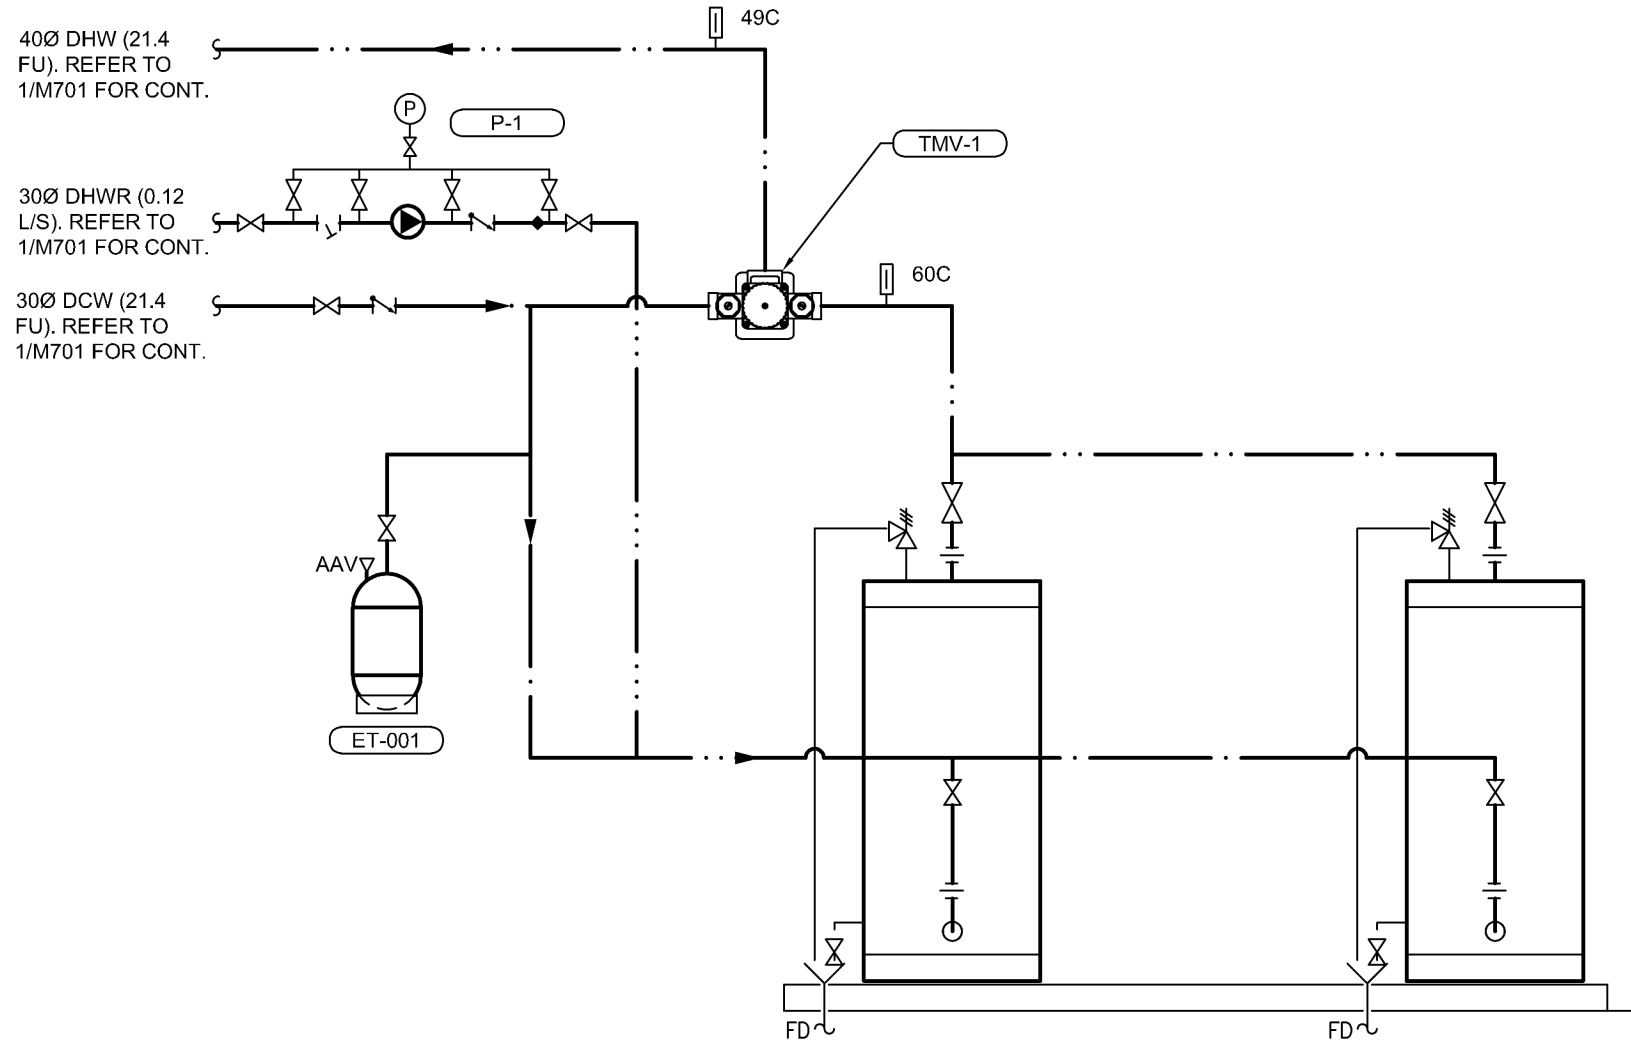 40Ø DHW (21.4
FU). REFER TO
1/M701 FOR CONT.
49C
P
P-1
TMV-1
30Ø DHWR (0.12
L/S). REFER TO
1/M701 FOR CONT.
60C
30Ø DCW (21.4
FU). REFER TO
1/M701 FOR CONT.
AAV
ET-001
FD
FD